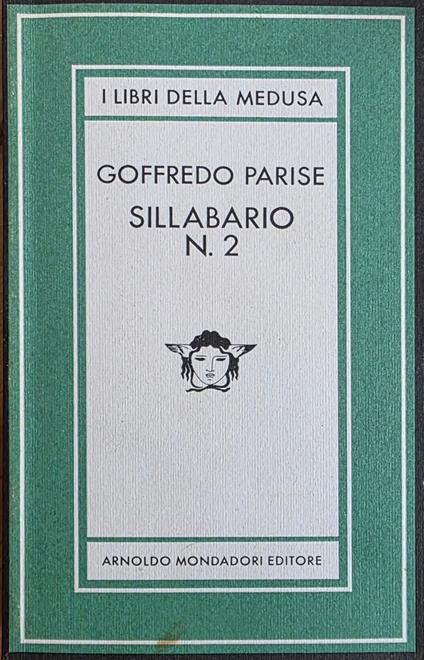 I LIBRI DELLA MEDUSA
GOFFREDO PARISE
SILLABARIO
N. 2
ARNOLDO MONDADORI EDITORE